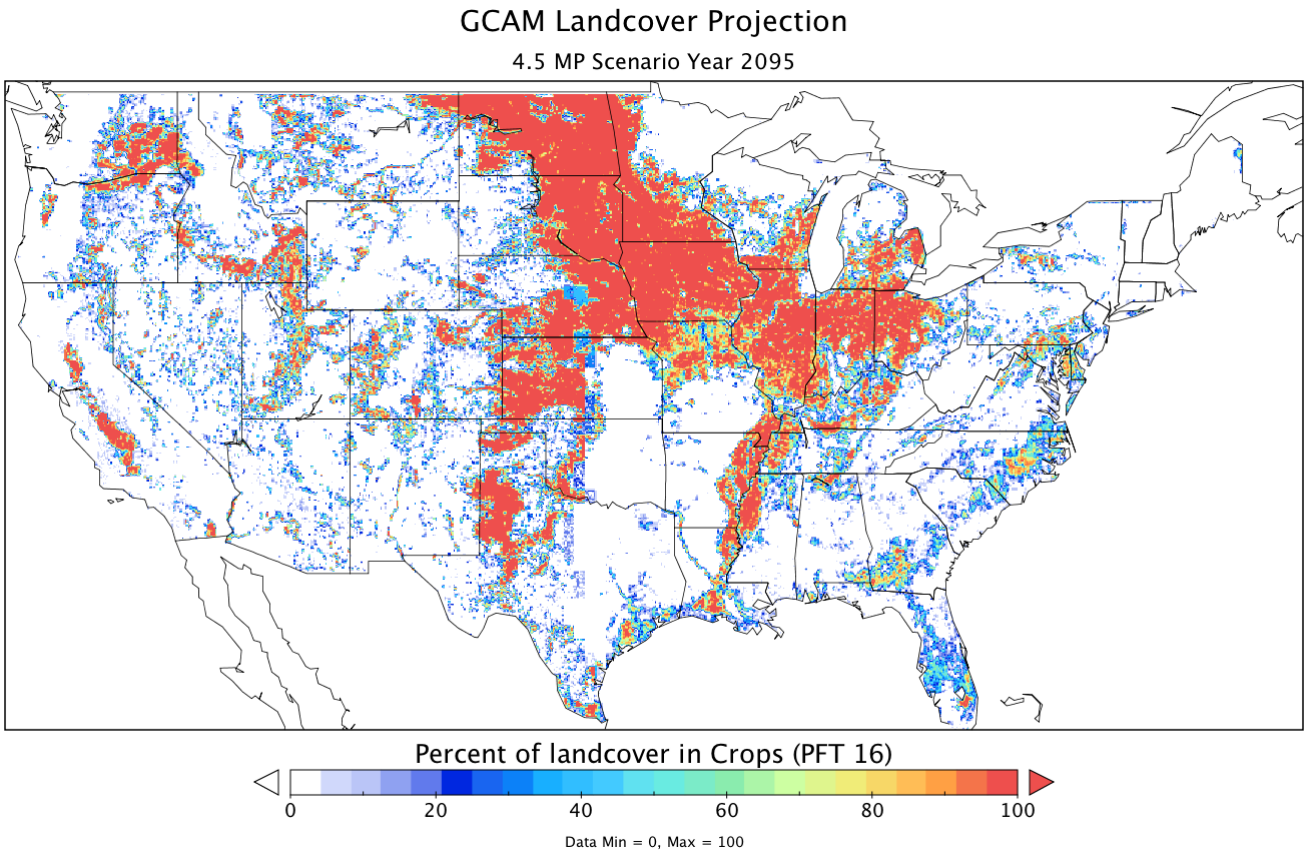 GCAM Landcover Projection
4.5 MP Scenario Year 2095
Percent of landcover in Crops (PFT 16)
0 20 40 60 80 100
Data Min = 0, Max = 100